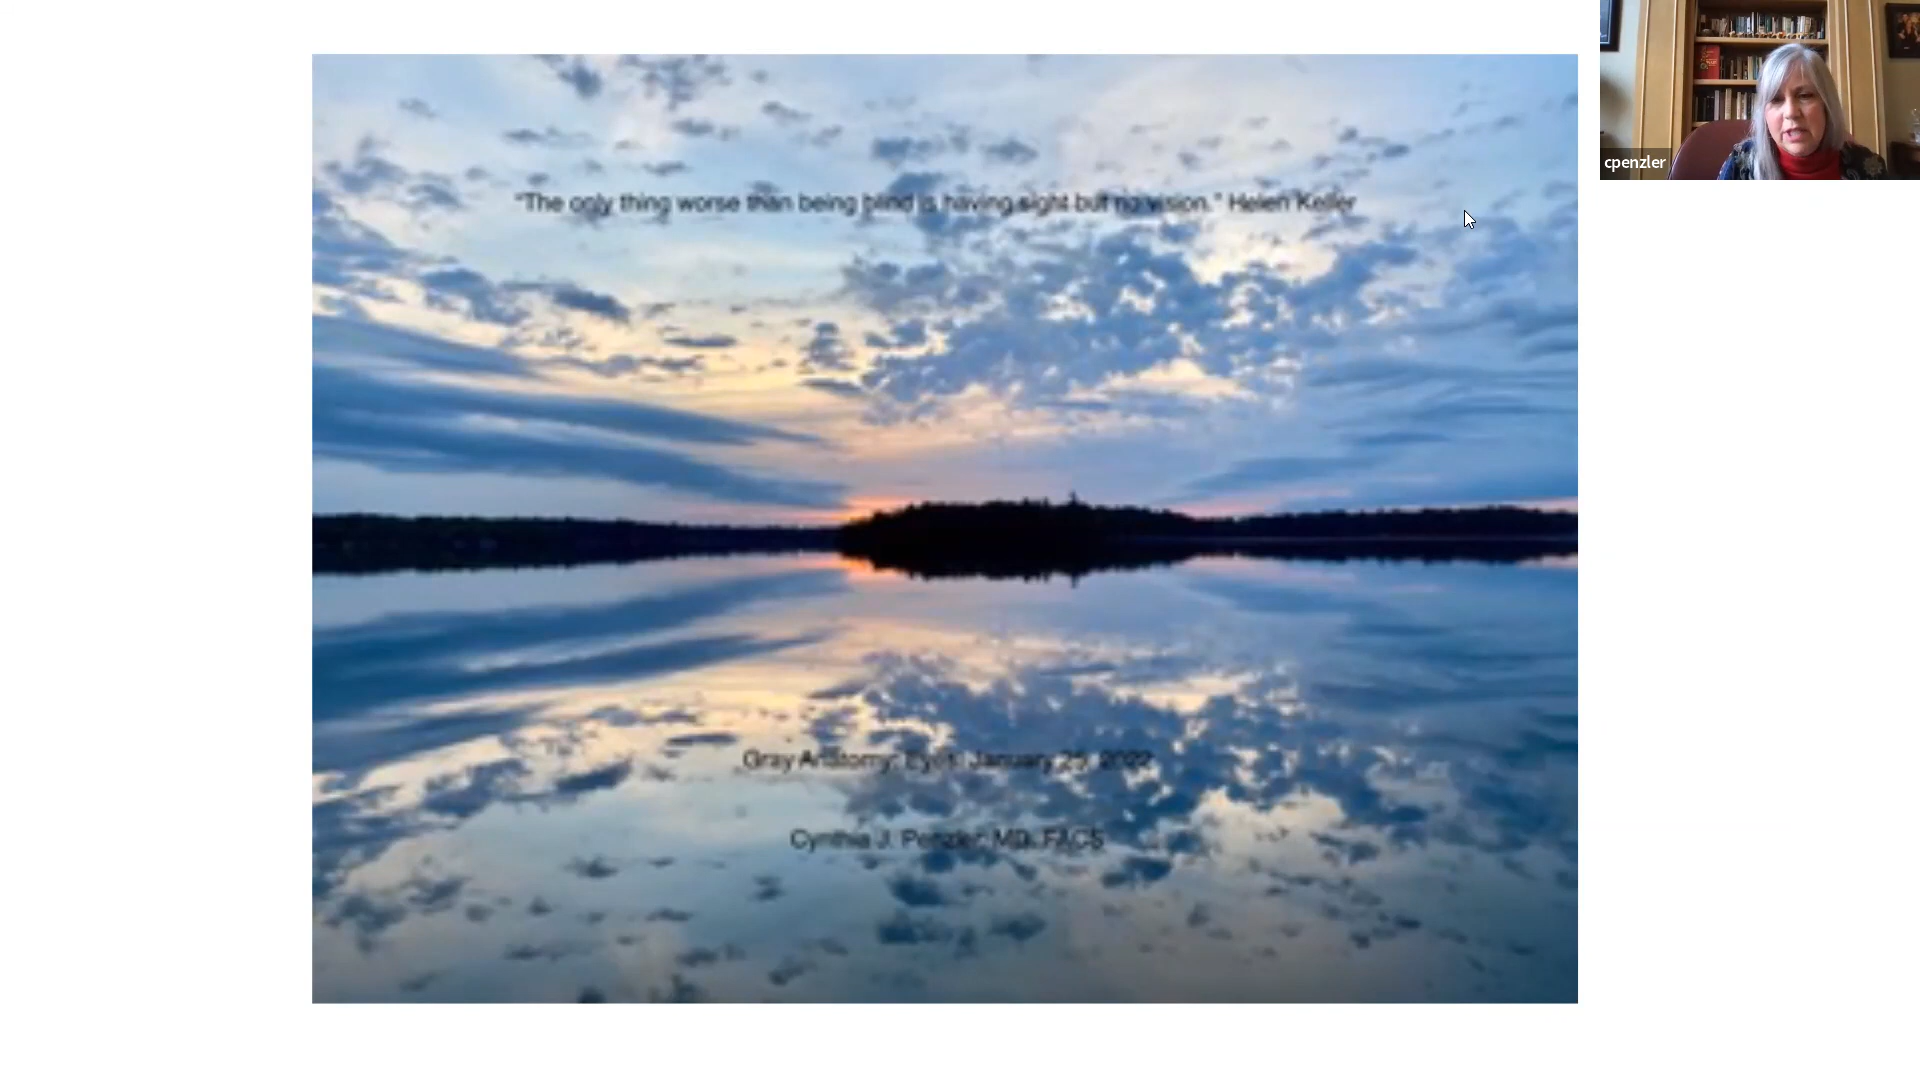 "The only thing worse than being blind is having sight but no vision." Helen Keller
cpenzler
Gray Anatomy: Eyes: January 25, 2022
Cynthia J. Penzler, MD, FACS